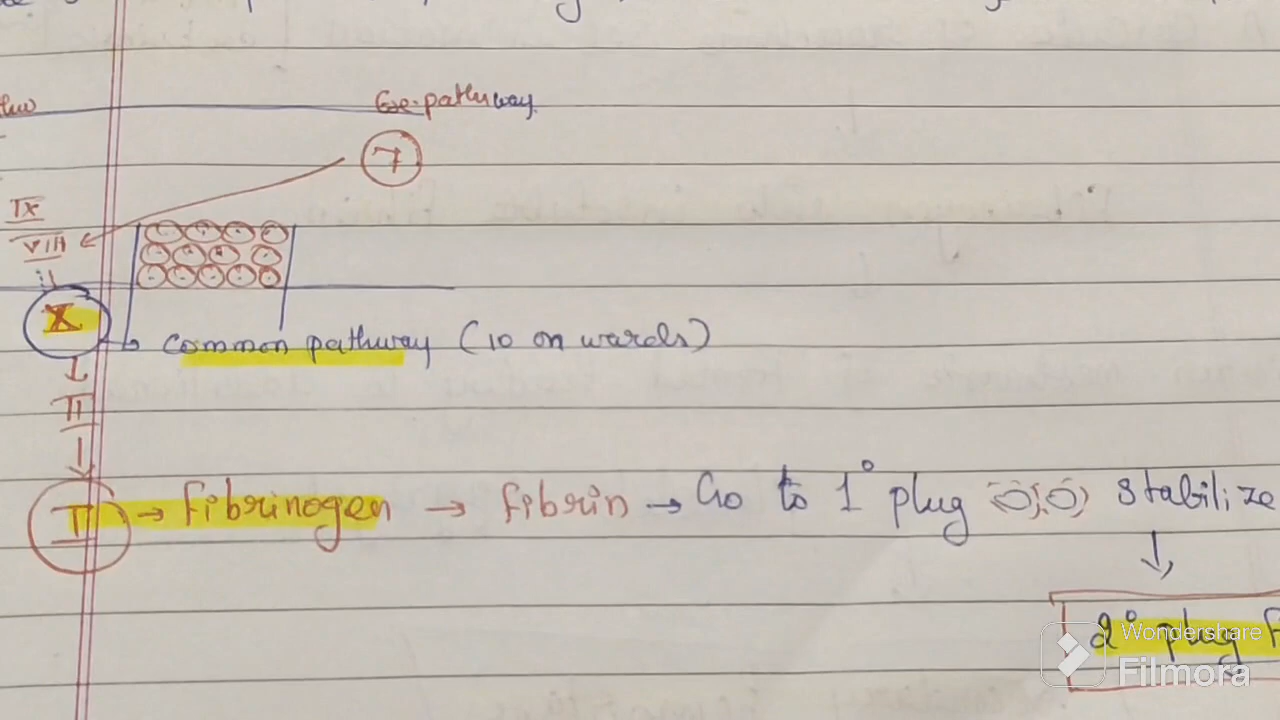 pathway
7
IX
VIII
X
common pathway (10 on wards)
II
I → fibrinogen → fibrin → Go to 1° plug stabilize
2° plug
Wondershare
Filmora